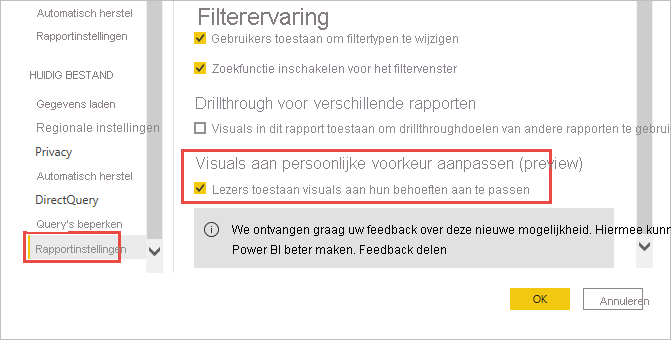 Automatisch herstel
Rapportinstellingen
HUIDIG BESTAND
Gegevens laden
Regionale instellingen
Privacy
Automatisch herstel
DirectQuery
Query's beperken
Rapportinstellingen
Filterervaring
Gebruikers toestaan om filtertypen te wijzigen
Zoekfunctie inschakelen voor het filtervenster
Drillthrough voor verschillende rapporten
Visuals in dit rapport toestaan om drillthroughdoelen van andere rapporten te gebrui
Visuals aan persoonlijke voorkeur aanpassen (preview)
Lezers toestaan visuals aan hun behoeften aan te passen
We ontvangen graag uw feedback over deze nieuwe mogelijkheid. Hiermee kunn
Power BI beter maken. Feedback delen
OK
Annuleren